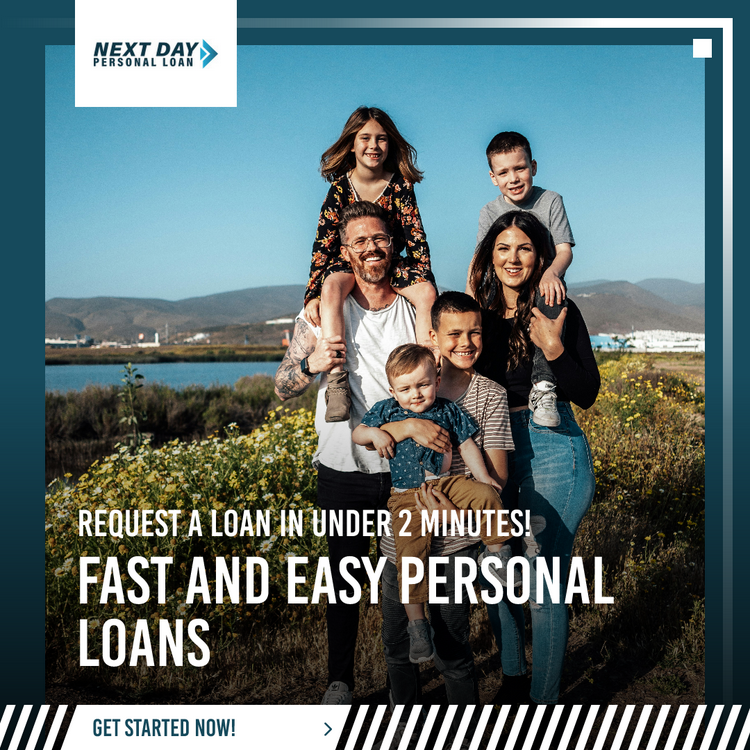 NEXT DAY
PERSONAL LOAN
REQUEST A LOAN IN UNDER 2 MINUTES!
FAST AND EASY PERSONAL
LOANS
GET STARTED NOW!